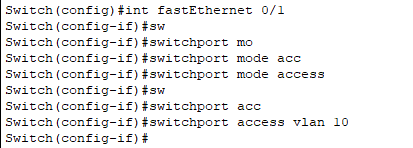 Switch(config)#int fastEthernet 0/1
Switch(config-if)#sw
Switch(config-if)#switchport mo
Switch(config-if)#switchport mode acc
Switch(config-if)#switchport mode access
Switch(config-if)#sw
Switch(config-if)#switchport acc
Switch(config-if)#switchport access vlan 10
Switch(config-if)#